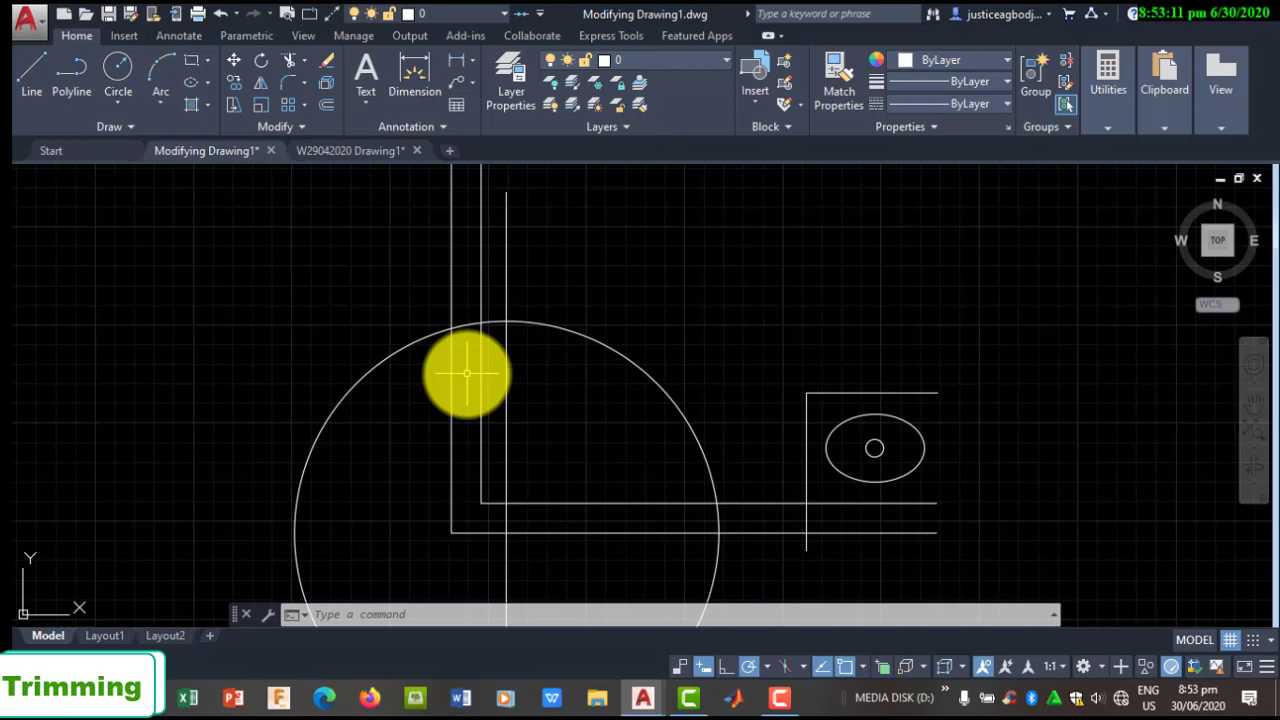 Modifying Drawing1.dwg
Type a keyword or phrase
justiceagbodj...
8:53:11 pm 6/30/2020
0
Home Insert Annotate Parametric View Manage Output Add-ins Collaborate Express Tools Featured Apps
Line Polyline Circle Arc
Text Dimension
Layer Properties
0
Insert
Match Properties
ByLayer
ByLayer
ByLayer
Group
Utilities Clipboard View
Draw Modify Annotation Layers Block Properties Groups
Start Modifying Drawing1* W29042020 Drawing1*
N
W TOP E
S
WCS
Y
X
Type a command
Model Layout1 Layout2
MODEL
1:1
Trimming
MEDIA DISK (D:)
ENG
US
8:53 pm
30/06/2020